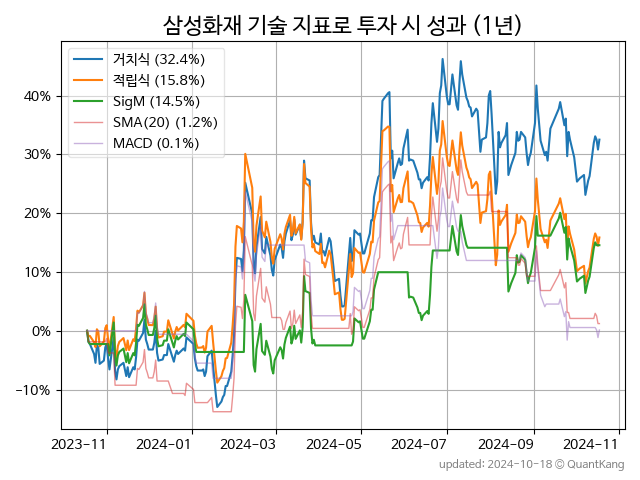 삼성화재 기술 지표로 투자 시 성과 (1년)
거치식 (32.4%)
적립식 (15.8%)
SigM (14.5%)
SMA(20) (1.2%)
MACD (0.1%)
40%
30%
20%
10%
0%
−10%
2023-11
2024-01
2024-03
2024-05
2024-07
2024-09
2024-11
updated: 2024-10-18 © QuantKang